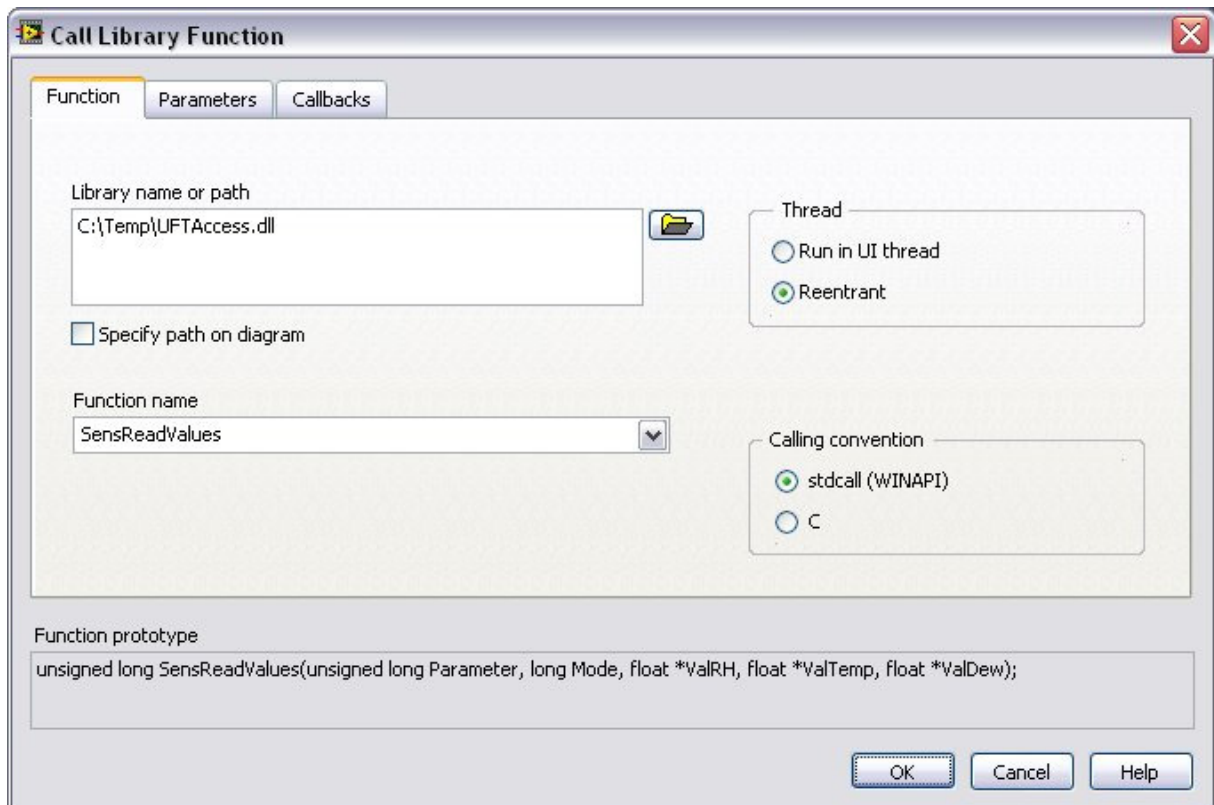 Call Library Function
Function Parameters Callbacks
Library name or path
C:\Temp\UFTAccess.dll
Thread
Run in UI thread
Reentrant
Specify path on diagram
Function name
SensReadValues
Calling convention
stdcall (WINAPI)
C
Function prototype
unsigned long SensReadValues(unsigned long Parameter, long Mode, float *ValRH, float *ValTemp, float *ValDew);
OK Cancel Help